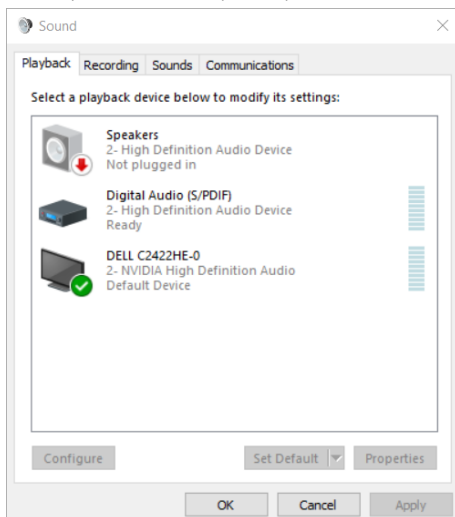 Sound
Playback Recording Sounds Communications
Select a playback device below to modify its settings:
Speakers
2- High Definition Audio Device
Not plugged in
Digital Audio (S/PDIF)
2- High Definition Audio Device
Ready
DELL C2422HE-0
2- NVIDIA High Definition Audio
Default Device
Configure Set Default Properties
OK Cancel Apply